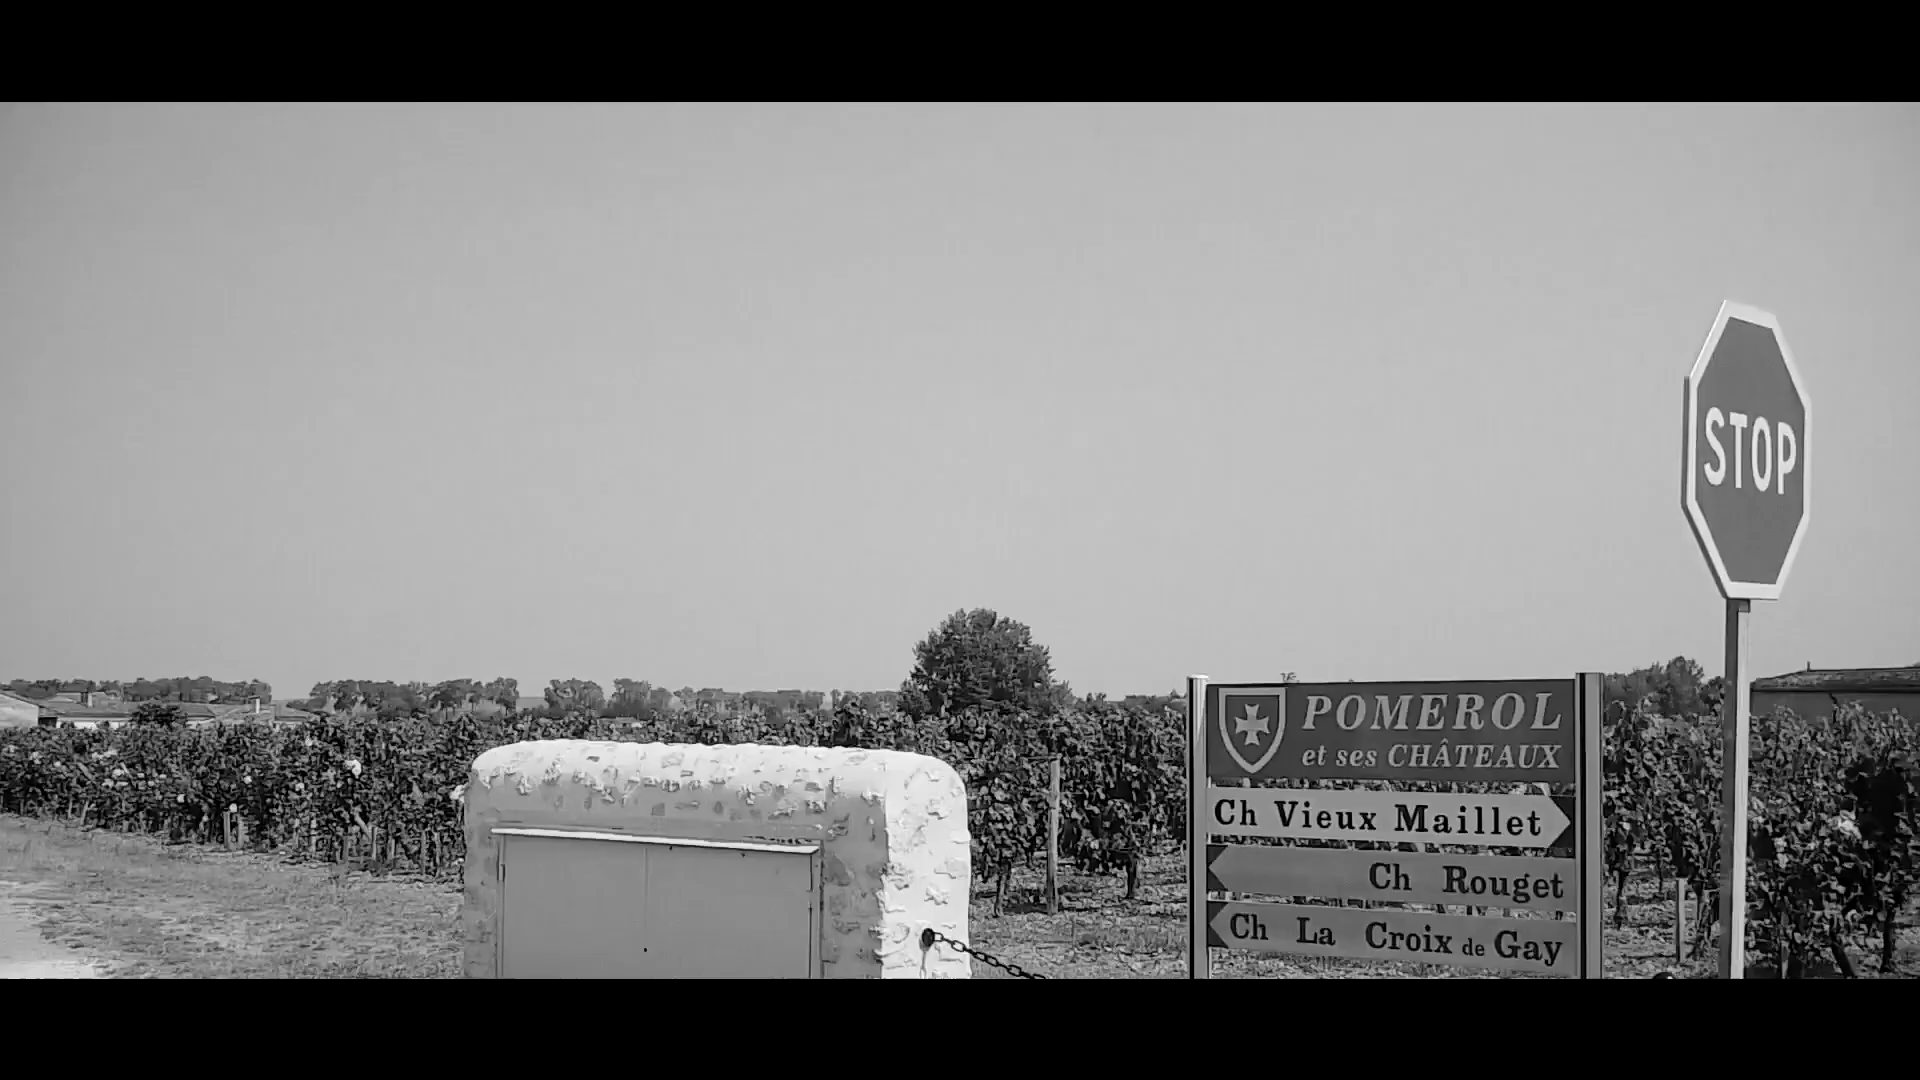 STOP
POMEROL
et ses CHÂTEAUX
Ch Vieux Maillet
Ch Rouget
Ch La Croix de Gay